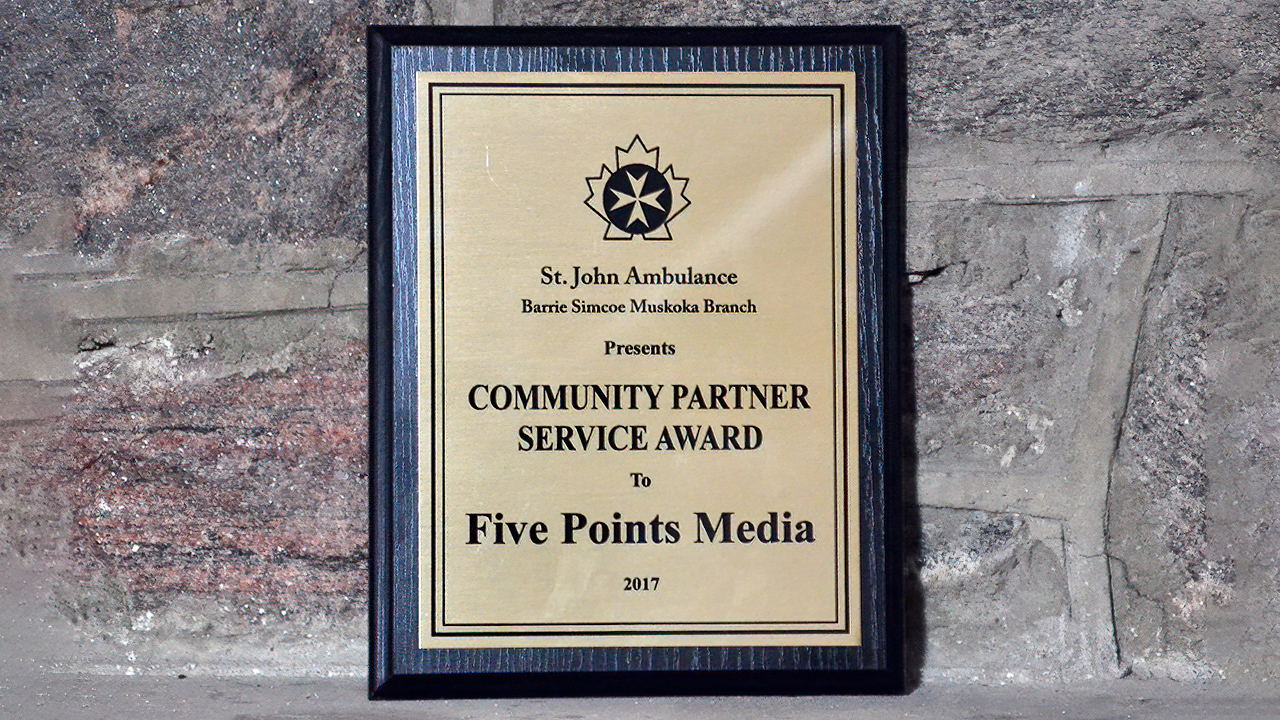 St. John Ambulance
Barrie Simcoe Muskoka Branch
Presents
COMMUNITY PARTNER
SERVICE AWARD
To
Five Points Media
2017